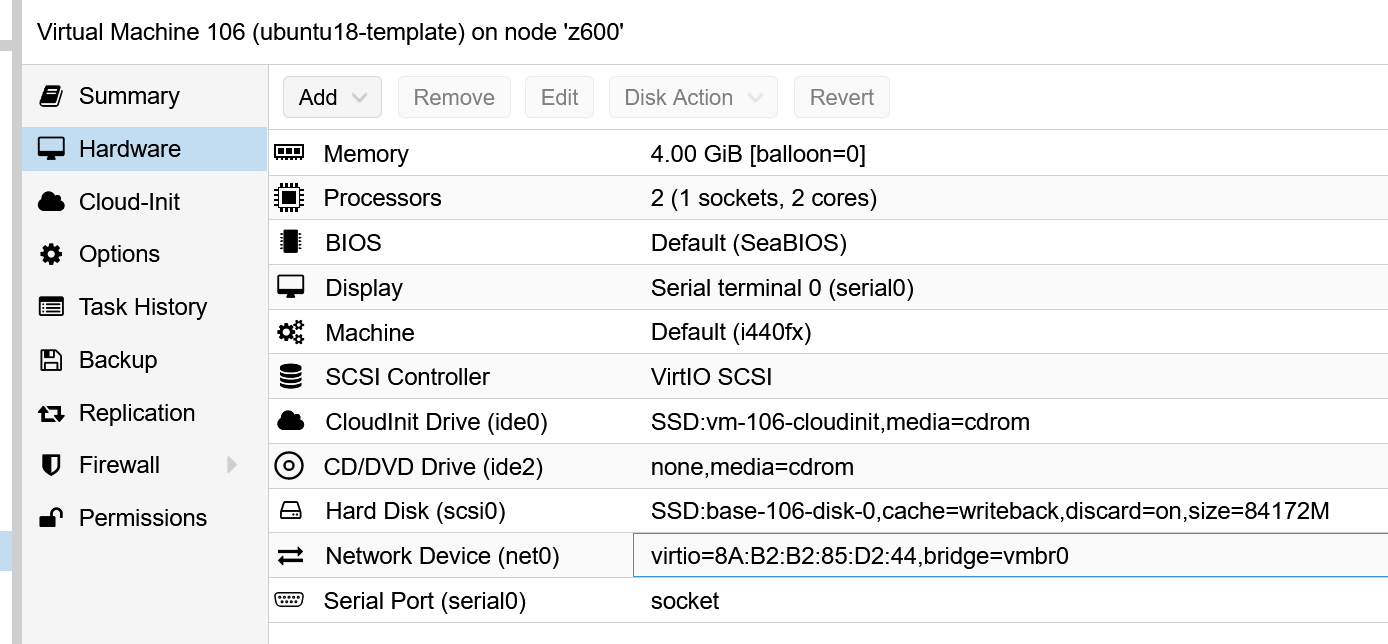 Virtual Machine 106 (ubuntu18-template) on node 'z600'
Summary
Hardware
Cloud-Init
Options
Task History
Backup
Replication
Firewall
Permissions
Add Remove Edit Disk Action Revert
Memory 4.00 GiB [balloon=0]
Processors 2 (1 sockets, 2 cores)
BIOS Default (SeaBIOS)
Display Serial terminal 0 (serial0)
Machine Default (i440fx)
SCSI Controller VirtIO SCSI
CloudInit Drive (ide0) SSD:vm-106-cloudinit,media=cdrom
CD/DVD Drive (ide2) none,media=cdrom
Hard Disk (scsi0) SSD:base-106-disk-0,cache=writeback,discard=on,size=84172M
Network Device (net0) virtio=8A:B2:B2:85:D2:44,bridge=vmbr0
Serial Port (serial0) socket